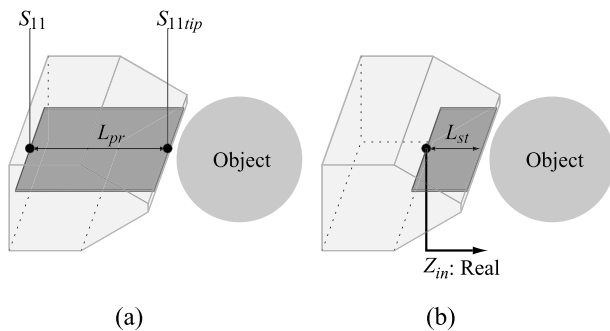 S11 S11tip
Lpr
Object
Lst
Object
Zin: Real
(a) (b)